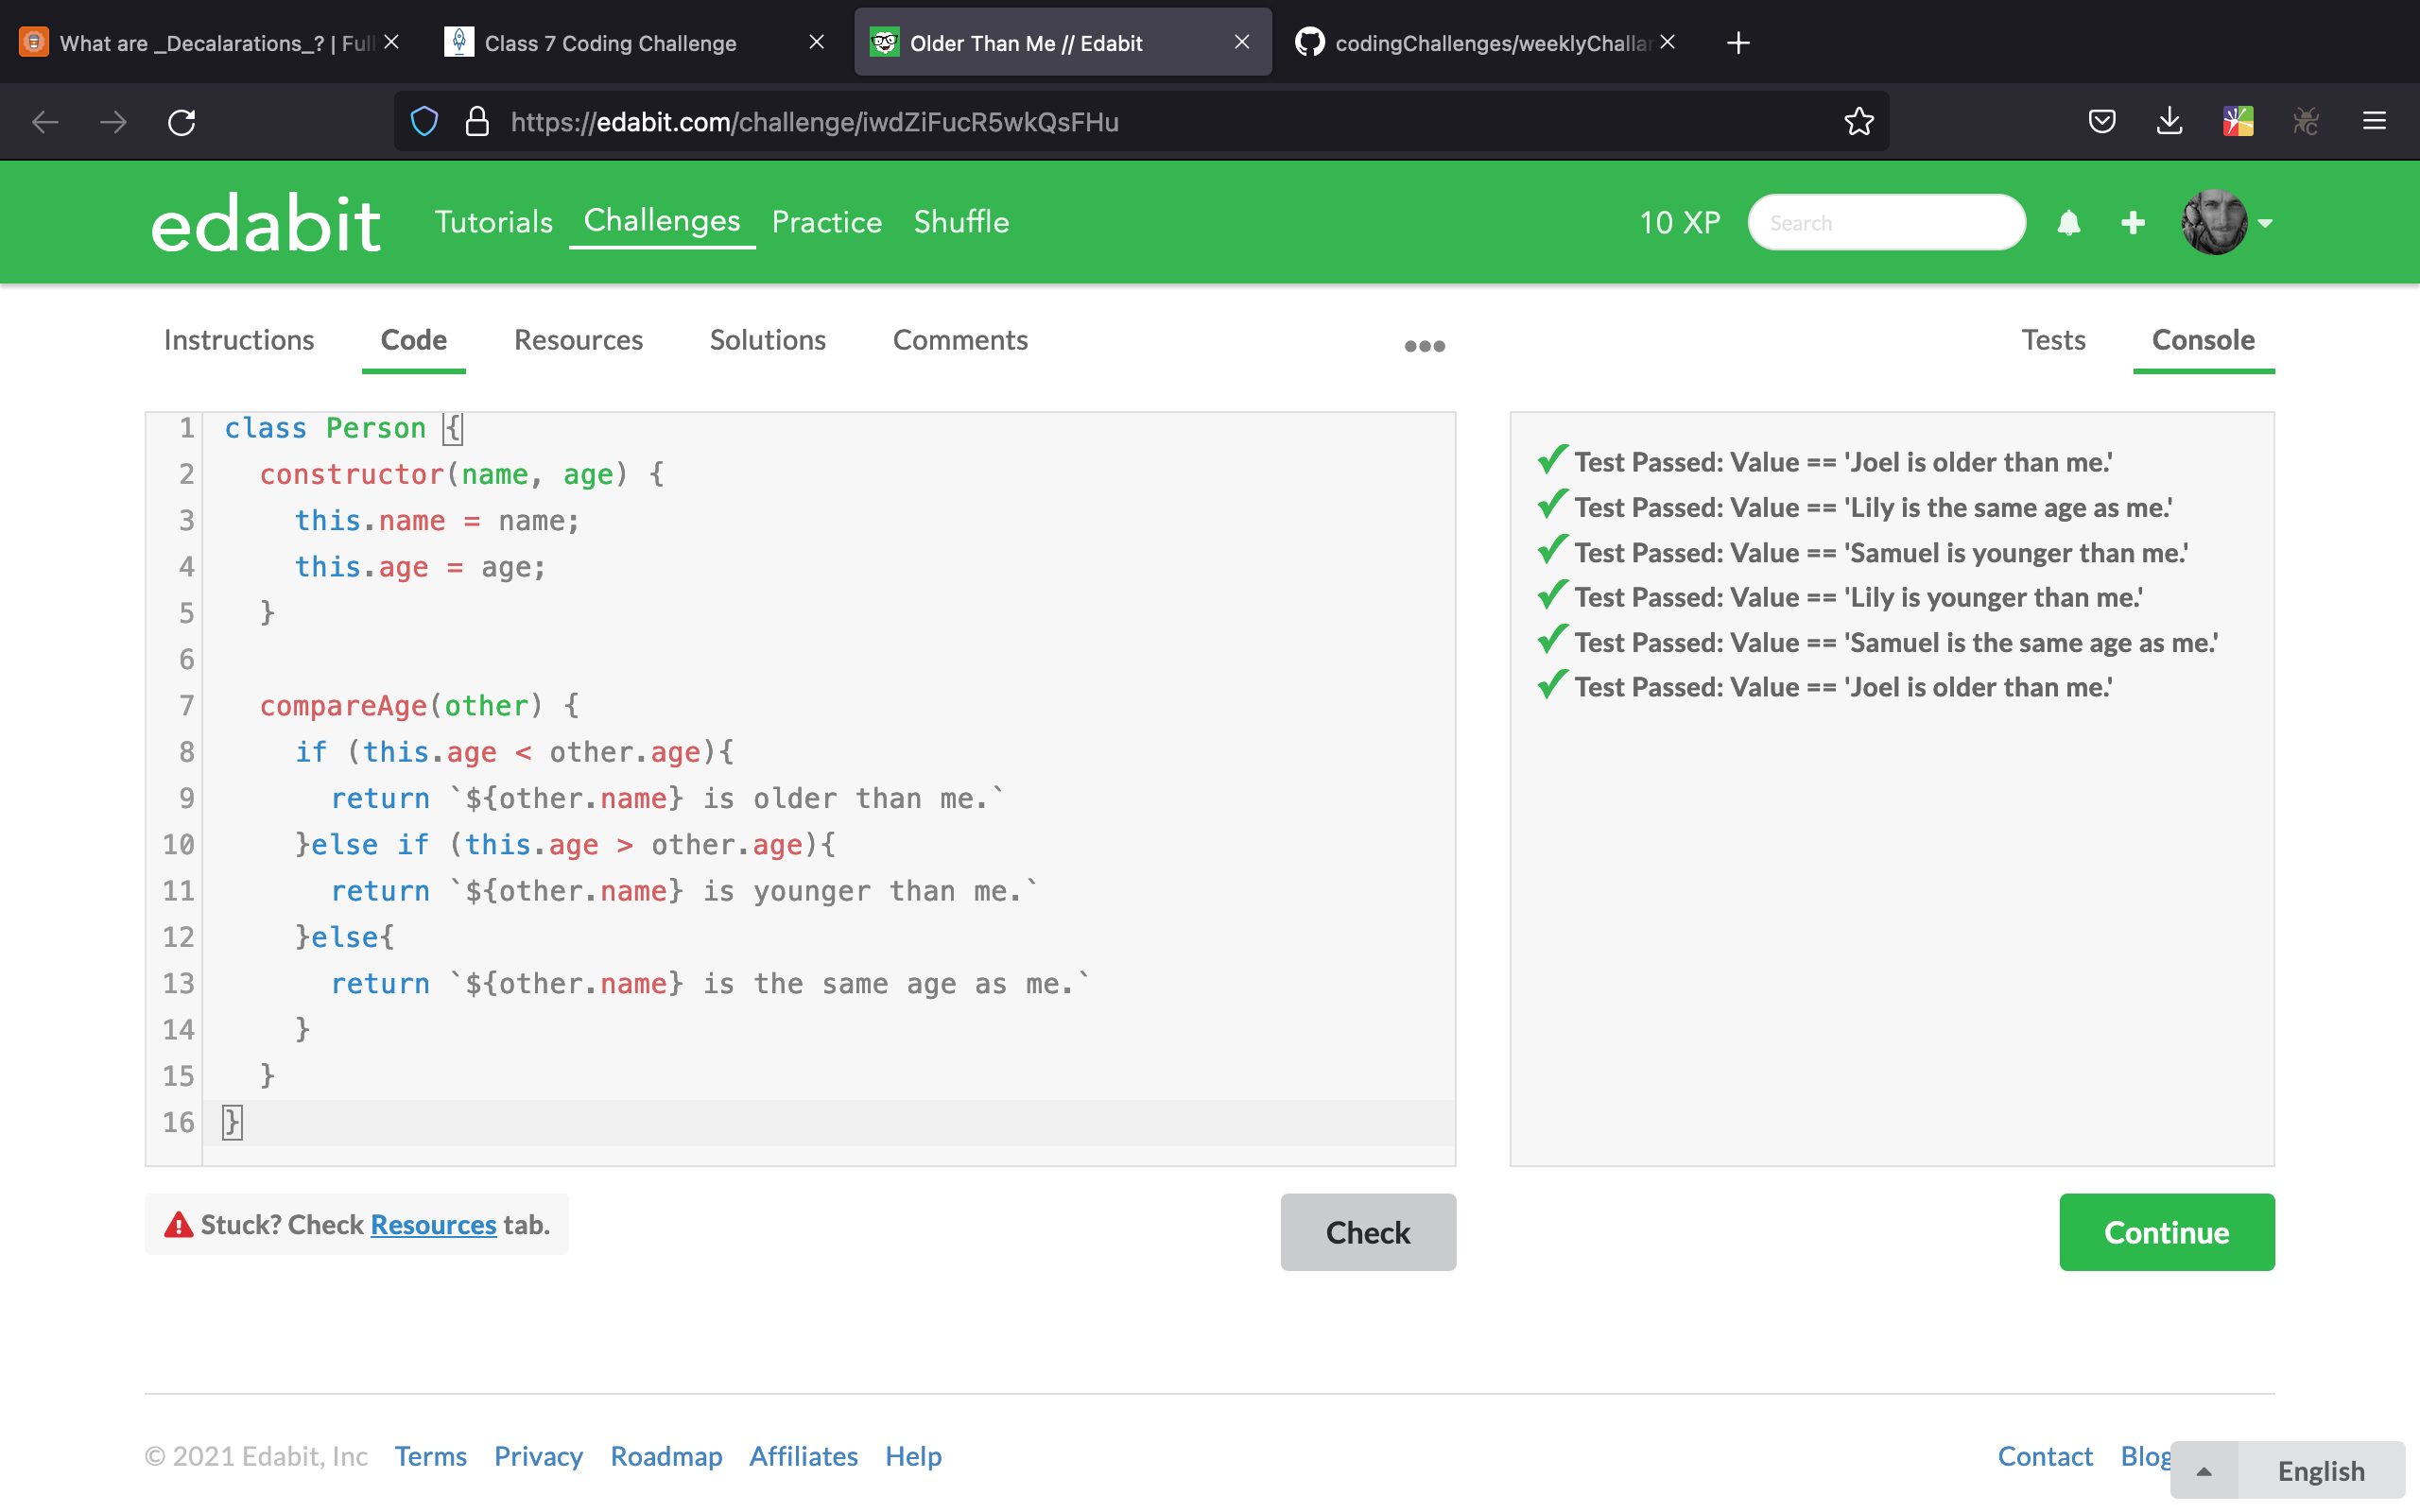 What are _Decalarations_? | Full
Class 7 Coding Challenge
Older Than Me // Edabit
codingChallenges/weeklyChallan
https://edabit.com/challenge/iwdZiFucR5wkQsFHu
edabit
Tutorials Challenges Practice Shuffle
10 XP
Search
Instructions Code Resources Solutions Comments
Tests Console
1 class Person {
2 constructor(name, age) {
3 this.name = name;
4 this.age = age;
5 }
6
7 compareAge(other) {
8 if (this.age < other.age){
9 return `${other.name} is older than me.`
10 }else if (this.age > other.age){
11 return `${other.name} is younger than me.`
12 }else{
13 return `${other.name} is the same age as me.`
14 }
15 }
16 }
Test Passed: Value == 'Joel is older than me.'
Test Passed: Value == 'Lily is the same age as me.'
Test Passed: Value == 'Samuel is younger than me.'
Test Passed: Value == 'Lily is younger than me.'
Test Passed: Value == 'Samuel is the same age as me.'
Test Passed: Value == 'Joel is older than me.'
Stuck? Check Resources tab.
Check
Continue
© 2021 Edabit, Inc Terms Privacy Roadmap Affiliates Help
Contact Blog
English